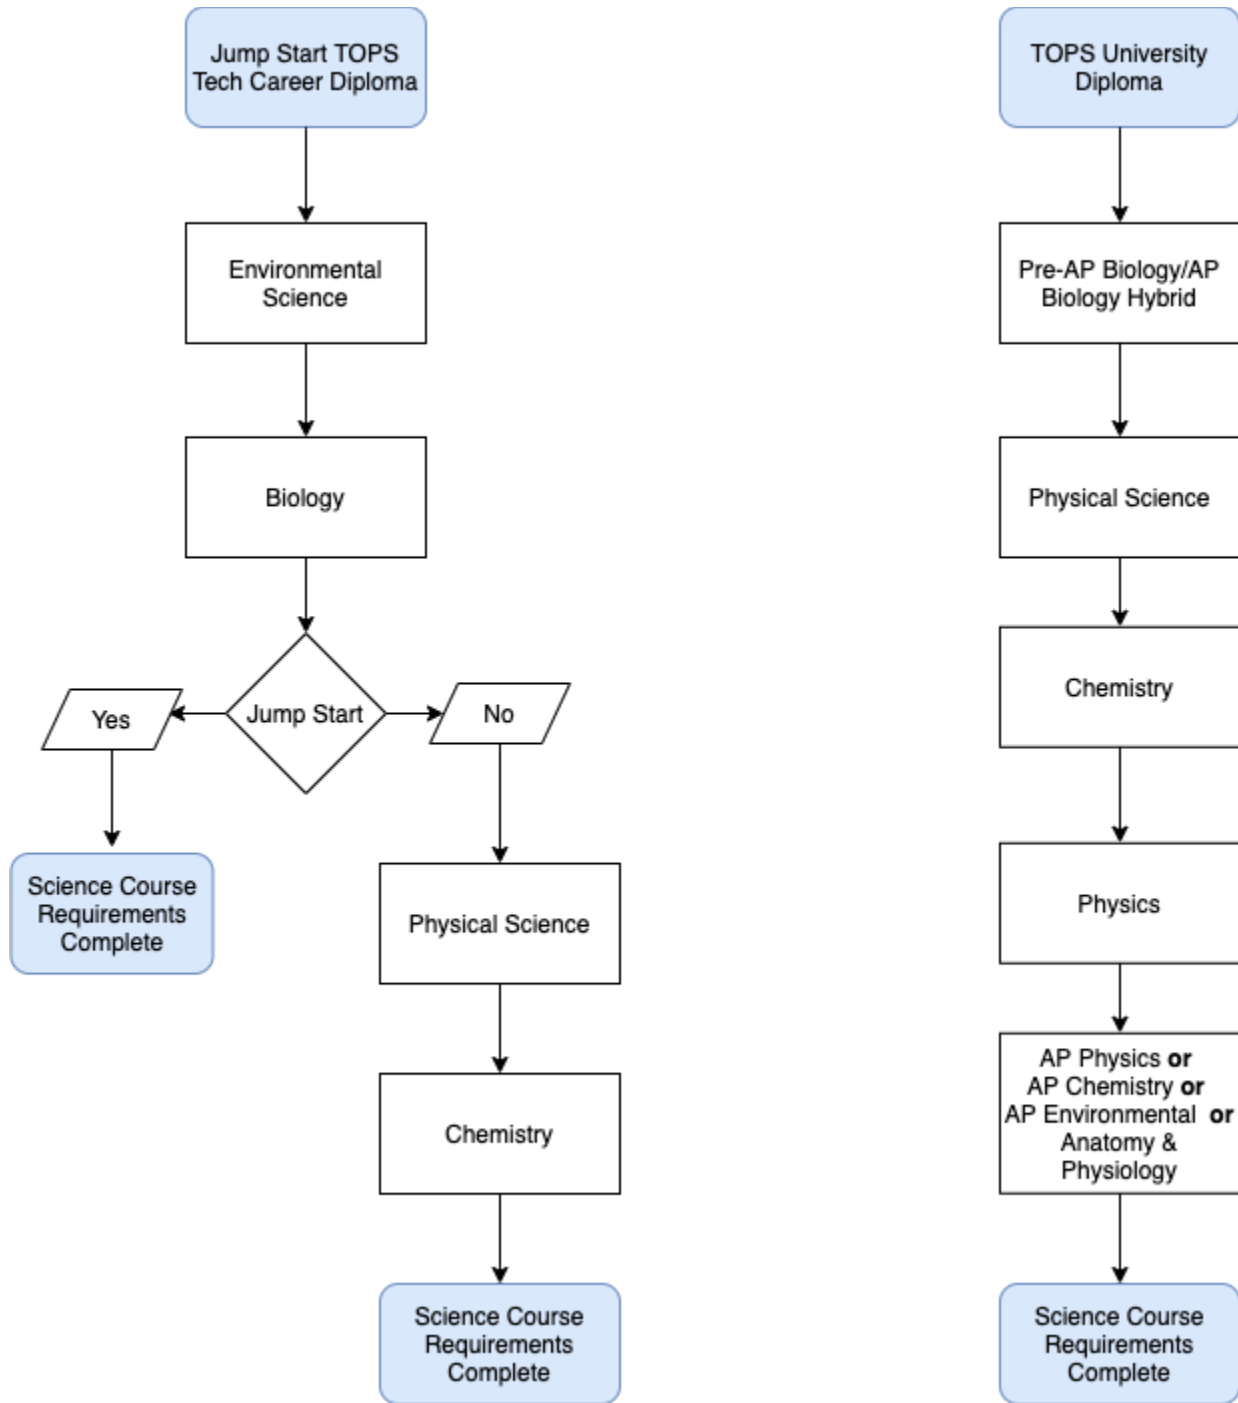 Jump Start TOPS
Tech Career Diploma
Environmental
Science
Biology
Jump Start
Yes
No
Science Course
Requirements
Complete
Physical Science
Chemistry
Science Course
Requirements
Complete
TOPS University
Diploma
Pre-AP Biology/AP
Biology Hybrid
Physical Science
Chemistry
Physics
AP Physics or
AP Chemistry or
AP Environmental or
Anatomy &
Physiology
Science Course
Requirements
Complete